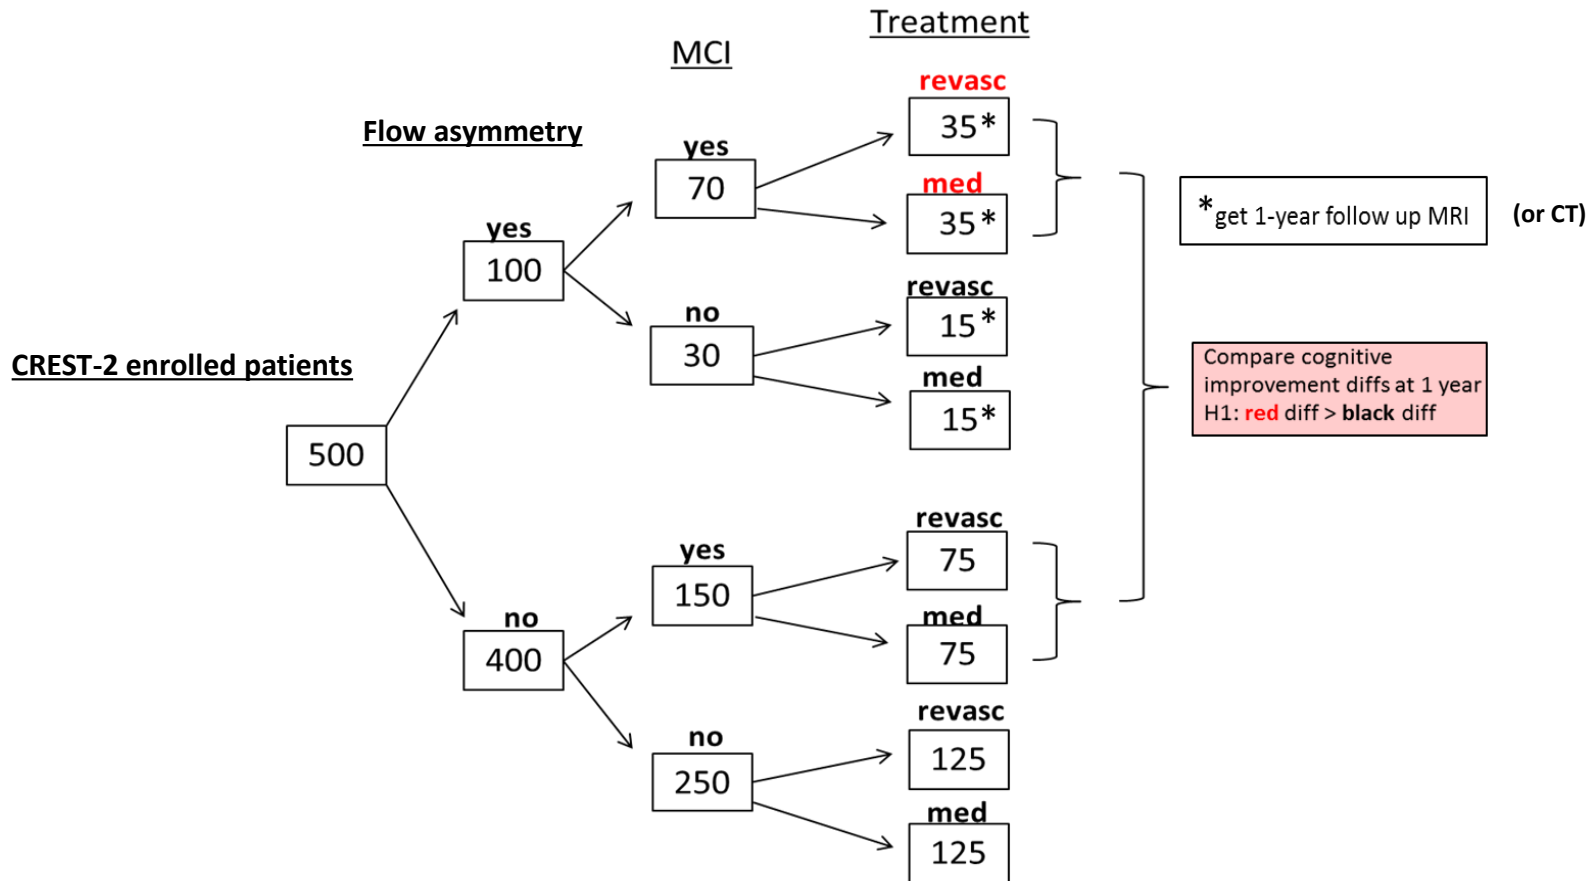 Treatment
MCI
revasc
Flow asymmetry
35*
yes
70
med
35*
*get 1-year follow up MRI
(or CT)
yes
100
revasc
15*
no
30
CREST-2 enrolled patients
med
15*
Compare cognitive
improvement diffs at 1 year
H1: red diff > black diff
500
revasc
75
yes
150
no
400
med
75
revasc
125
no
250
med
125